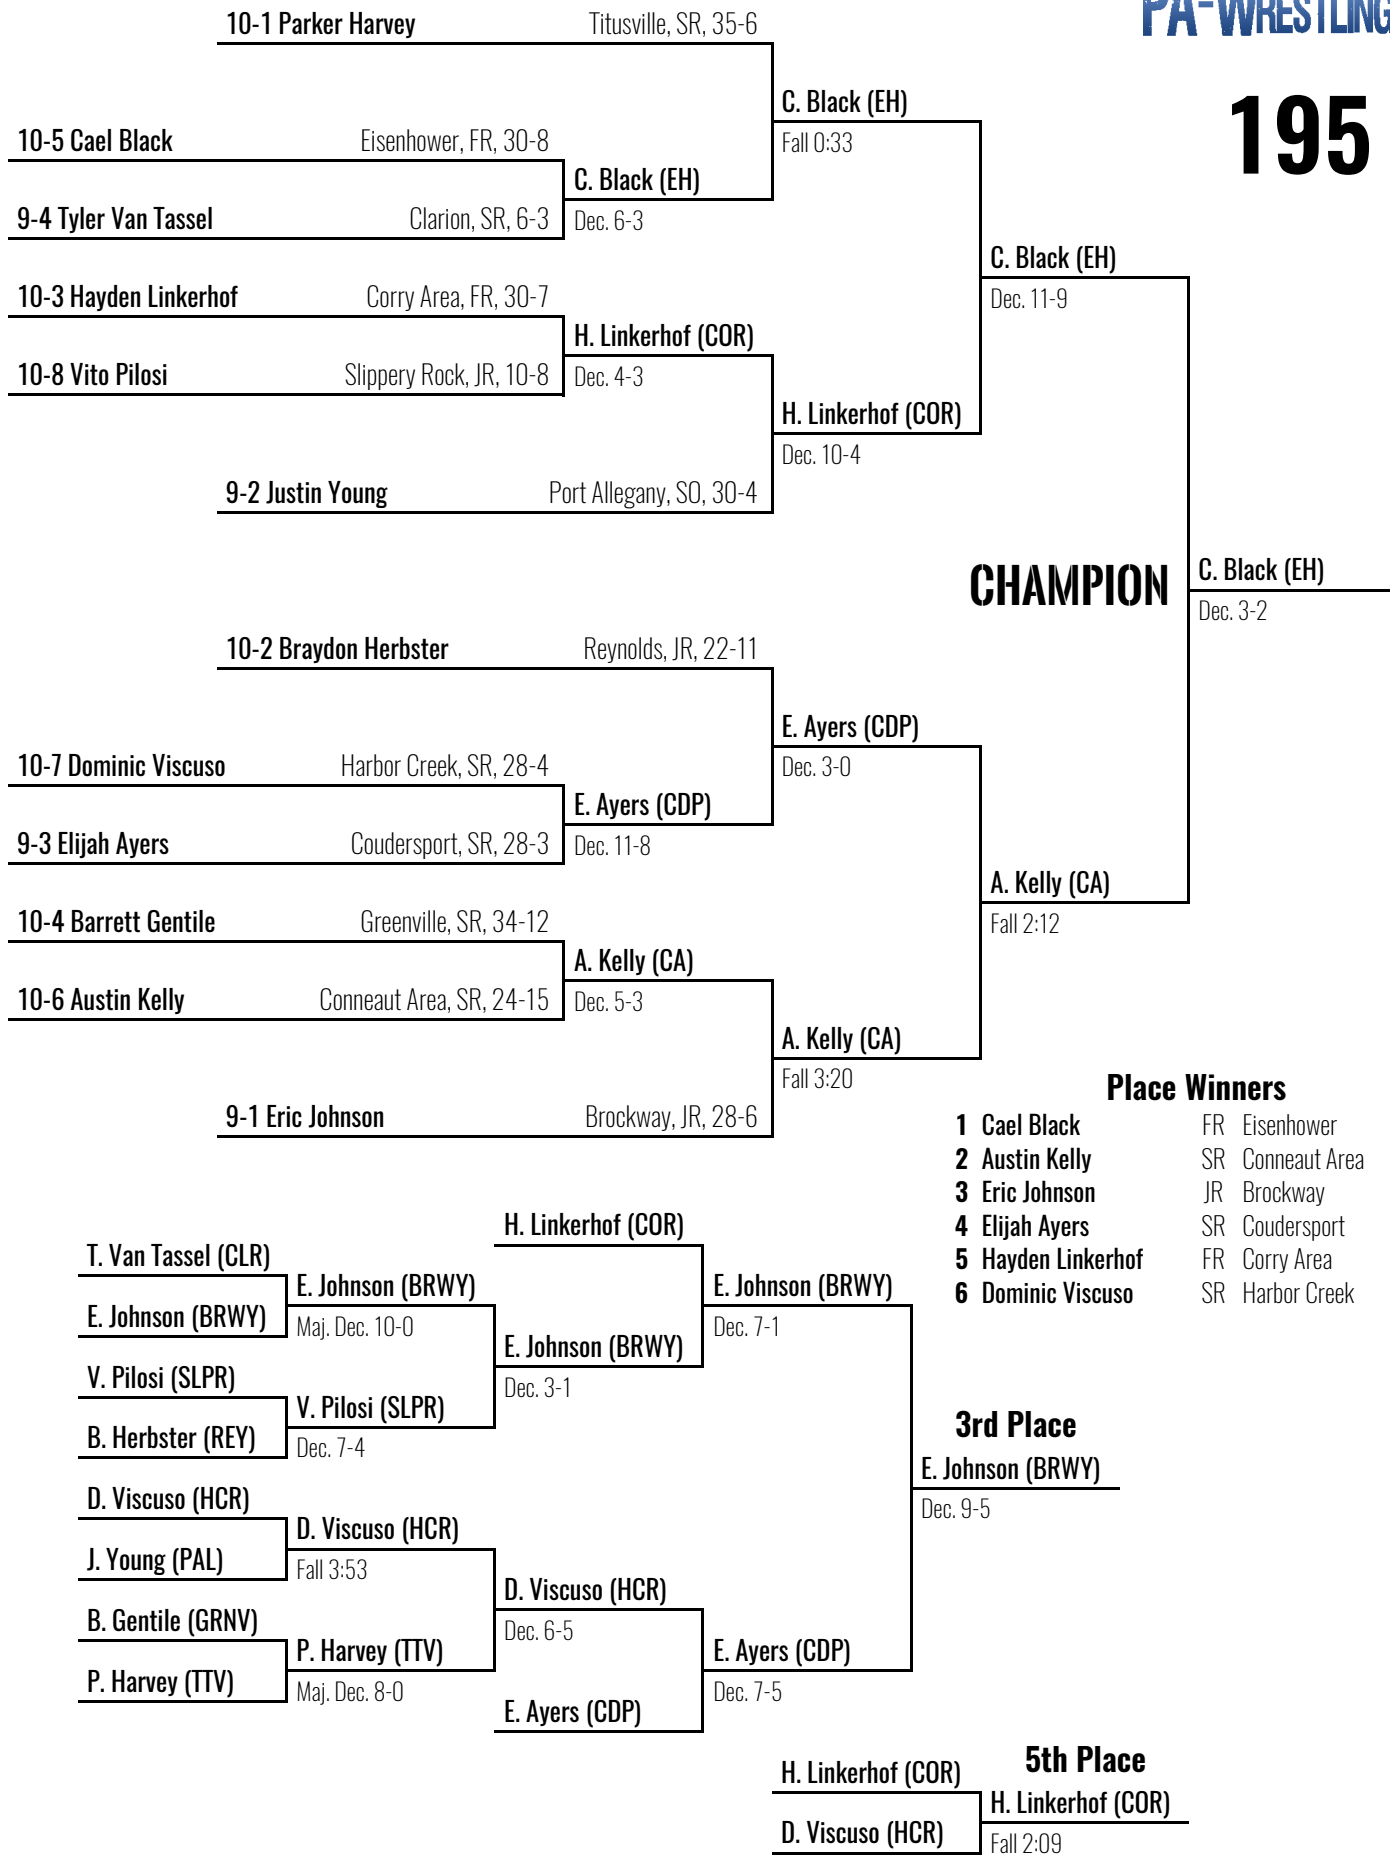 PA-WRESTLING
195
10-1 Parker Harvey Titusville, SR, 35-6
C. Black (EH)
Fall 0:33
10-5 Cael Black Eisenhower, FR, 30-8
C. Black (EH)
Dec. 6-3
9-4 Tyler Van Tassel Clarion, SR, 6-3
C. Black (EH)
Dec. 11-9
10-3 Hayden Linkerhof Corry Area, FR, 30-7
H. Linkerhof (COR)
Dec. 4-3
10-8 Vito Pilosi Slippery Rock, JR, 10-8
H. Linkerhof (COR)
Dec. 10-4
9-2 Justin Young Port Allegany, SO, 30-4
CHAMPION
C. Black (EH)
Dec. 3-2
10-2 Braydon Herbster Reynolds, JR, 22-11
E. Ayers (CDP)
Dec. 3-0
10-7 Dominic Viscuso Harbor Creek, SR, 28-4
E. Ayers (CDP)
Dec. 11-8
9-3 Elijah Ayers Coudersport, SR, 28-3
A. Kelly (CA)
Fall 2:12
10-4 Barrett Gentile Greenville, SR, 34-12
A. Kelly (CA)
Dec. 5-3
10-6 Austin Kelly Conneaut Area, SR, 24-15
A. Kelly (CA)
Fall 3:20
9-1 Eric Johnson Brockway, JR, 28-6
Place Winners
1 Cael Black FR Eisenhower
2 Austin Kelly SR Conneaut Area
3 Eric Johnson JR Brockway
4 Elijah Ayers SR Coudersport
5 Hayden Linkerhof FR Corry Area
6 Dominic Viscuso SR Harbor Creek
H. Linkerhof (COR)
T. Van Tassel (CLR)
E. Johnson (BRWY)
Maj. Dec. 10-0
E. Johnson (BRWY)
E. Johnson (BRWY)
Dec. 7-1
E. Johnson (BRWY)
Dec. 3-1
V. Pilosi (SLPR)
V. Pilosi (SLPR)
Dec. 7-4
B. Herbster (REY)
3rd Place
E. Johnson (BRWY)
Dec. 9-5
D. Viscuso (HCR)
D. Viscuso (HCR)
Fall 3:53
J. Young (PAL)
D. Viscuso (HCR)
Dec. 6-5
B. Gentile (GRNV)
P. Harvey (TTV)
Maj. Dec. 8-0
P. Harvey (TTV)
E. Ayers (CDP)
Dec. 7-5
E. Ayers (CDP)
5th Place
H. Linkerhof (COR)
H. Linkerhof (COR)
Fall 2:09
D. Viscuso (HCR)